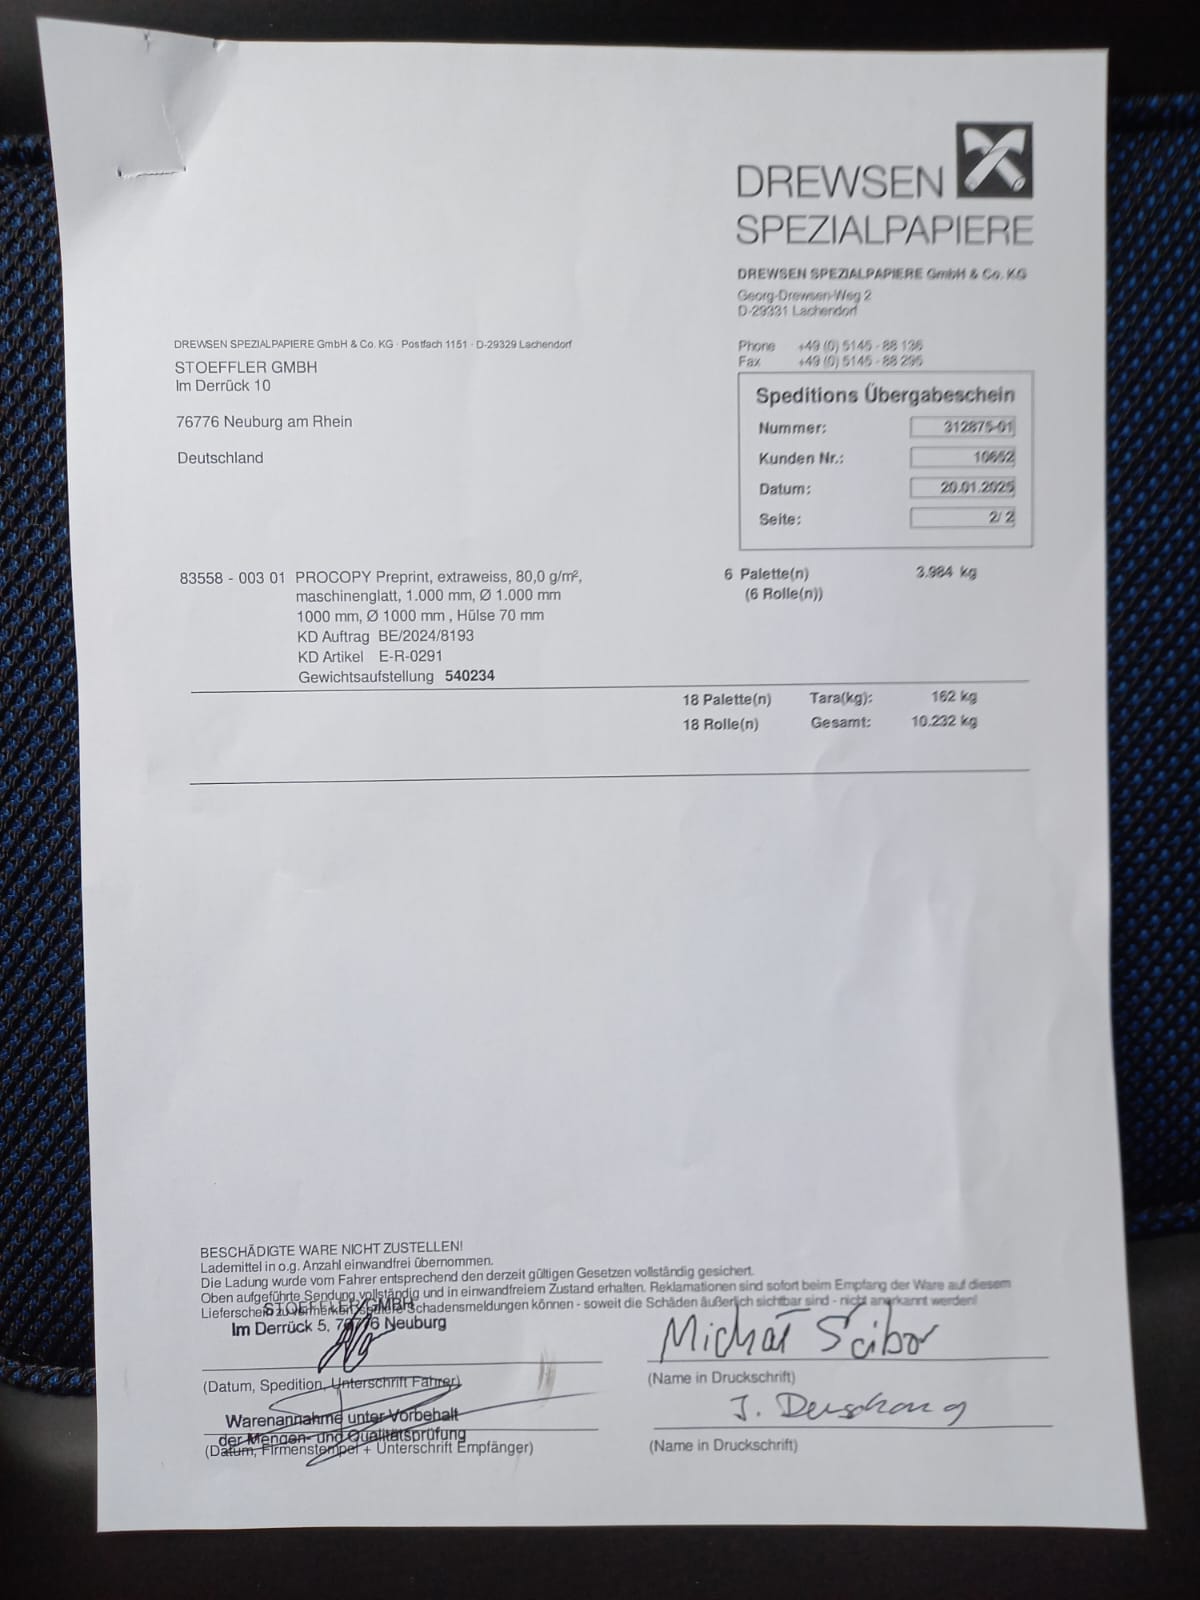 DREWSEN
SPEZIALPAPIERE
DREWSEN SPEZIALPAPIERE GmbH & Co. KG
Georg-Drewsen-Weg 2
D-29331 Lachendorf
Phone +49 (0) 5145 - 88 136
Fax +49 (0) 5145 - 88 295
DREWSEN SPEZIALPAPIERE GmbH & Co. KG · Postfach 1151 · D-29329 Lachendorf
STOEFFLER GMBH
Im Derrück 10
76776 Neuburg am Rhein
Deutschland
Speditions Übergabeschein
Nummer: 312875-01
Kunden Nr.: 10652
Datum: 20.01.2025
Seite: 2/ 2
83558 - 003 01 PROCOPY Preprint, extraweiss, 80,0 g/m², 6 Palette(n) 3.984 kg
maschinenglatt, 1.000 mm, Ø 1.000 mm (6 Rolle(n))
1000 mm, Ø 1000 mm , Hülse 70 mm
KD Auftrag BE/2024/8193
KD Artikel E-R-0291
Gewichtsaufstellung 540234
18 Palette(n) Tara(kg): 162 kg
18 Rolle(n) Gesamt: 10.232 kg
BESCHÄDIGTE WARE NICHT ZUSTELLEN!
Lademittel in o.g. Anzahl einwandfrei übernommen.
Die Ladung wurde vom Fahrer entsprechend den derzeit gültigen Gesetzen vollständig gesichert.
Oben aufgeführte Sendung vollständig und in einwandfreiem Zustand erhalten. Reklamationen sind sofort beim Empfang der Ware auf diesem
Lieferschein zu vermerken, spätere Schadensmeldungen können - soweit die Schäden äußerlich sichtbar sind - nicht anerkannt werden!
STOEFFLER GMBH
Im Derrück 5, 76776 Neuburg
Michał Ścibor
(Datum, Spedition, Unterschrift Fahrer)
(Name in Druckschrift)
Warenannahme unter Vorbehalt
der Mengen- und Qualitätsprüfung
(Datum, Firmenstempel + Unterschrift Empfänger)
(Name in Druckschrift)